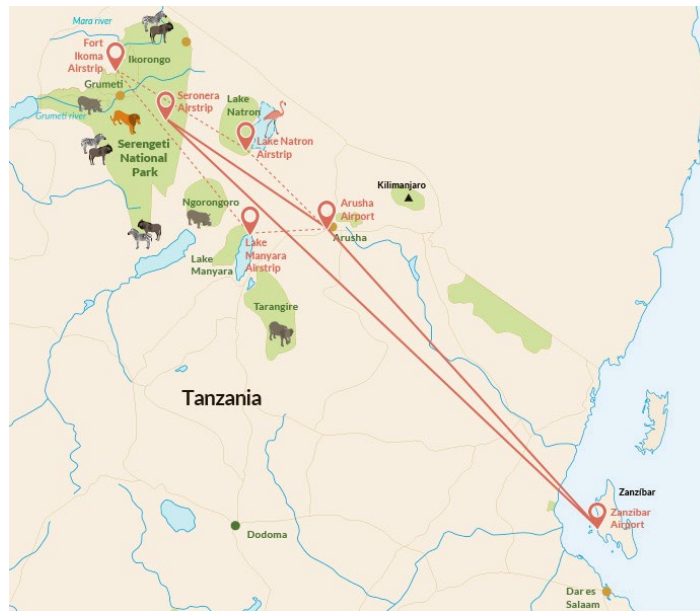 Mara river
Fort
Ikoma
Airstrip
Ikorongo
Grumeti
Seronera
Airstrip
Lake
Natron
Grumeti river
Lake Natron
Airstrip
Serengeti
National
Park
Kilimanjaro
Ngorongoro
Arusha
Airport
Arusha
Lake
Manyara
Airstrip
Lake
Manyara
Tarangire
Tanzania
Zanzíbar
Zanzibar
Airport
Dodoma
Dar es
Salaam